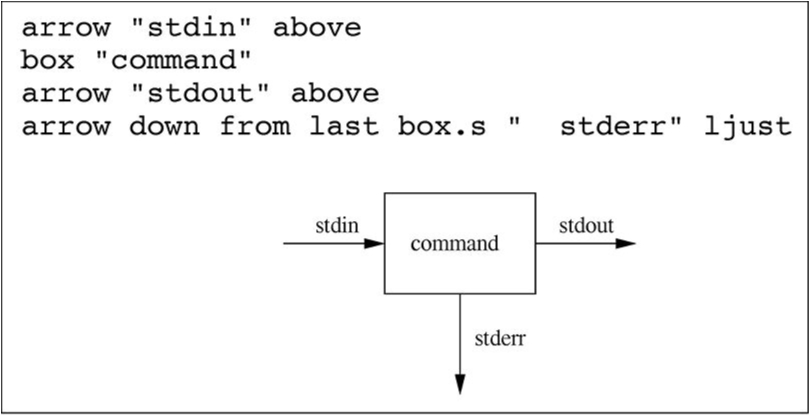 arrow "stdin" above
box "command"
arrow "stdout" above
arrow down from last box.s "  stderr" ljust
stdin
command
stdout
stderr